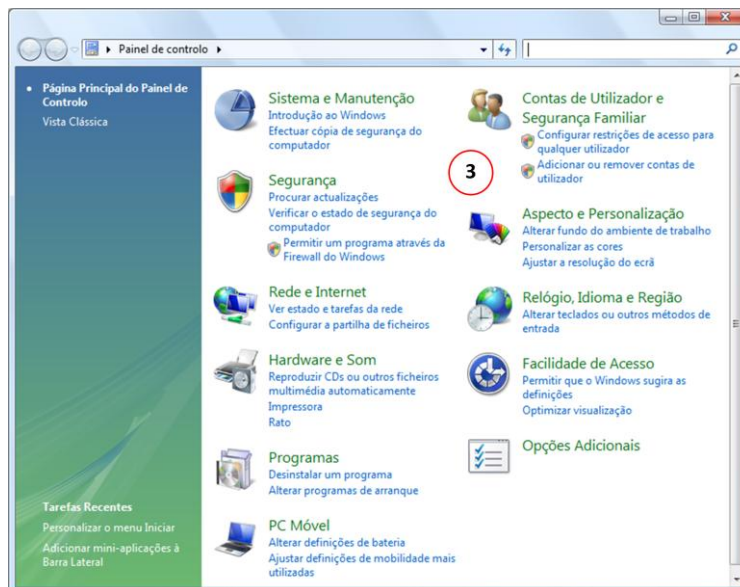 Painel de controlo
Página Principal do Painel de
Controlo
Vista Clássica
Tarefas Recentes
Personalizar o menu Iniciar
Adicionar mini-aplicações à
Barra Lateral
Sistema e Manutenção
Introdução ao Windows
Efectuar cópia de segurança do
computador
Segurança
Procurar actualizações
Verificar o estado de segurança do
computador
Permitir um programa através da
Firewall do Windows
Rede e Internet
Ver estado e tarefas da rede
Configurar a partilha de ficheiros
Hardware e Som
Reproduzir CDs ou outros ficheiros
multimédia automaticamente
Impressora
Rato
Programas
Desinstalar um programa
Alterar programas de arranque
PC Móvel
Alterar definições de bateria
Ajustar definições de mobilidade mais
utilizadas
3
Contas de Utilizador e
Segurança Familiar
Configurar restrições de acesso para
qualquer utilizador
Adicionar ou remover contas de
utilizador
Aspecto e Personalização
Alterar fundo do ambiente de trabalho
Personalizar as cores
Ajustar a resolução do ecrã
Relógio, Idioma e Região
Alterar teclados ou outros métodos de
entrada
Facilidade de Acesso
Permitir que o Windows sugira as
definições
Optimizar visualização
Opções Adicionais